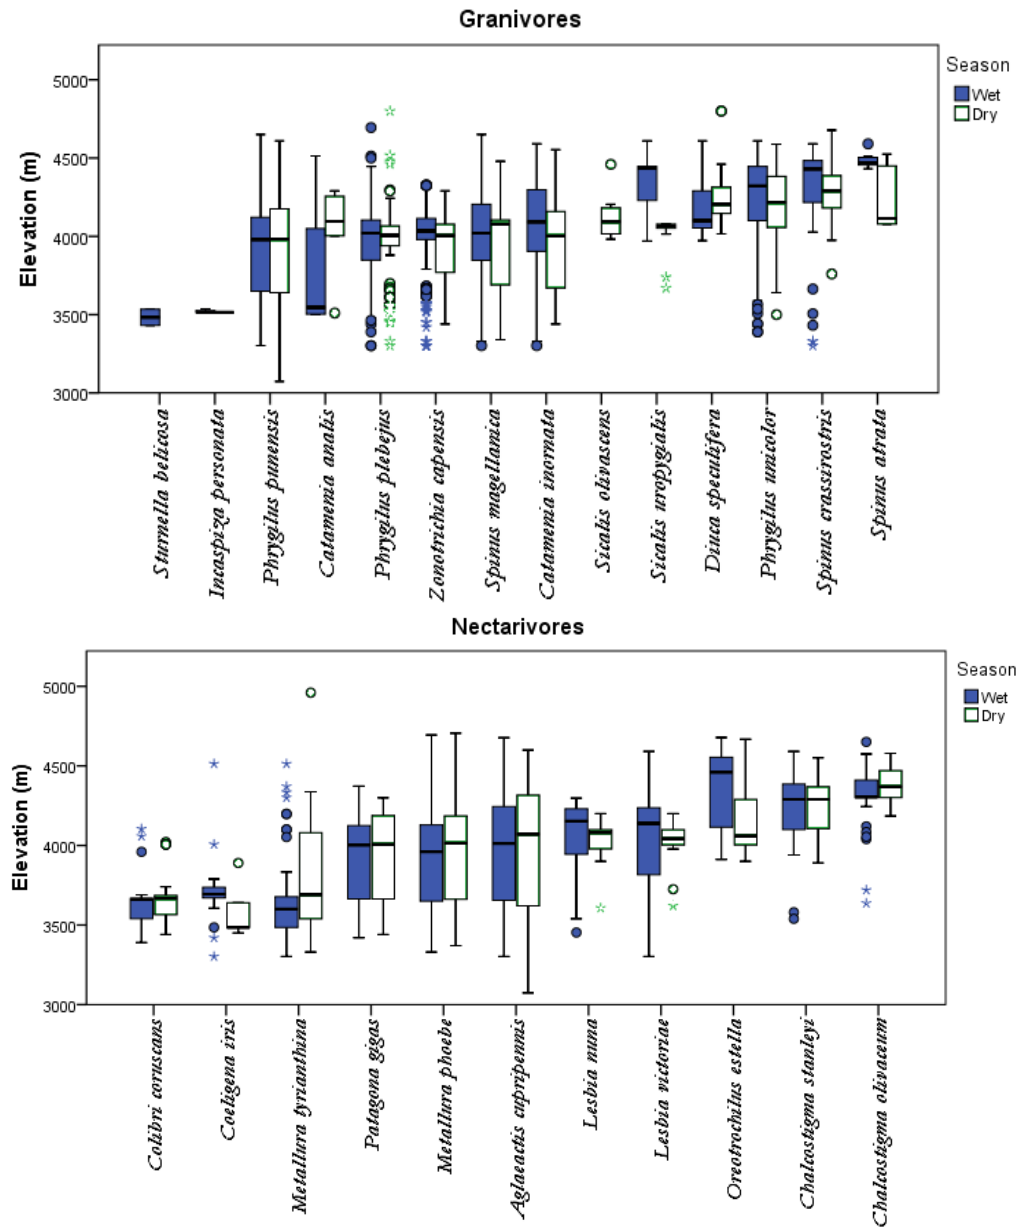 Granivores
Season
Wet
Dry
Elevation (m)
5000
4500
4000
3500
3000
Sturnella belicosa
Incaspiza personata
Phrygilus punensis
Catamenia analis
Phrygilus plebejus
Zonotrichia capensis
Spinus magellanica
Catamenia inornata
Sicalis olivascens
Sicalis uropygialis
Diuca speculifera
Phrygilus unicolor
Spinus crassirostris
Spinus atrata
Nectarivores
Season
Wet
Dry
Elevation (m)
5000
4500
4000
3500
3000
Colibri coruscans
Coeligena iris
Metallura tyrianthina
Patagona gigas
Metallura phoebe
Aglaeactis cupripennis
Lesbia nuna
Lesbia victoriae
Oreotrochilus estella
Chalcostigma stanleyi
Chalcostigma olivaceum